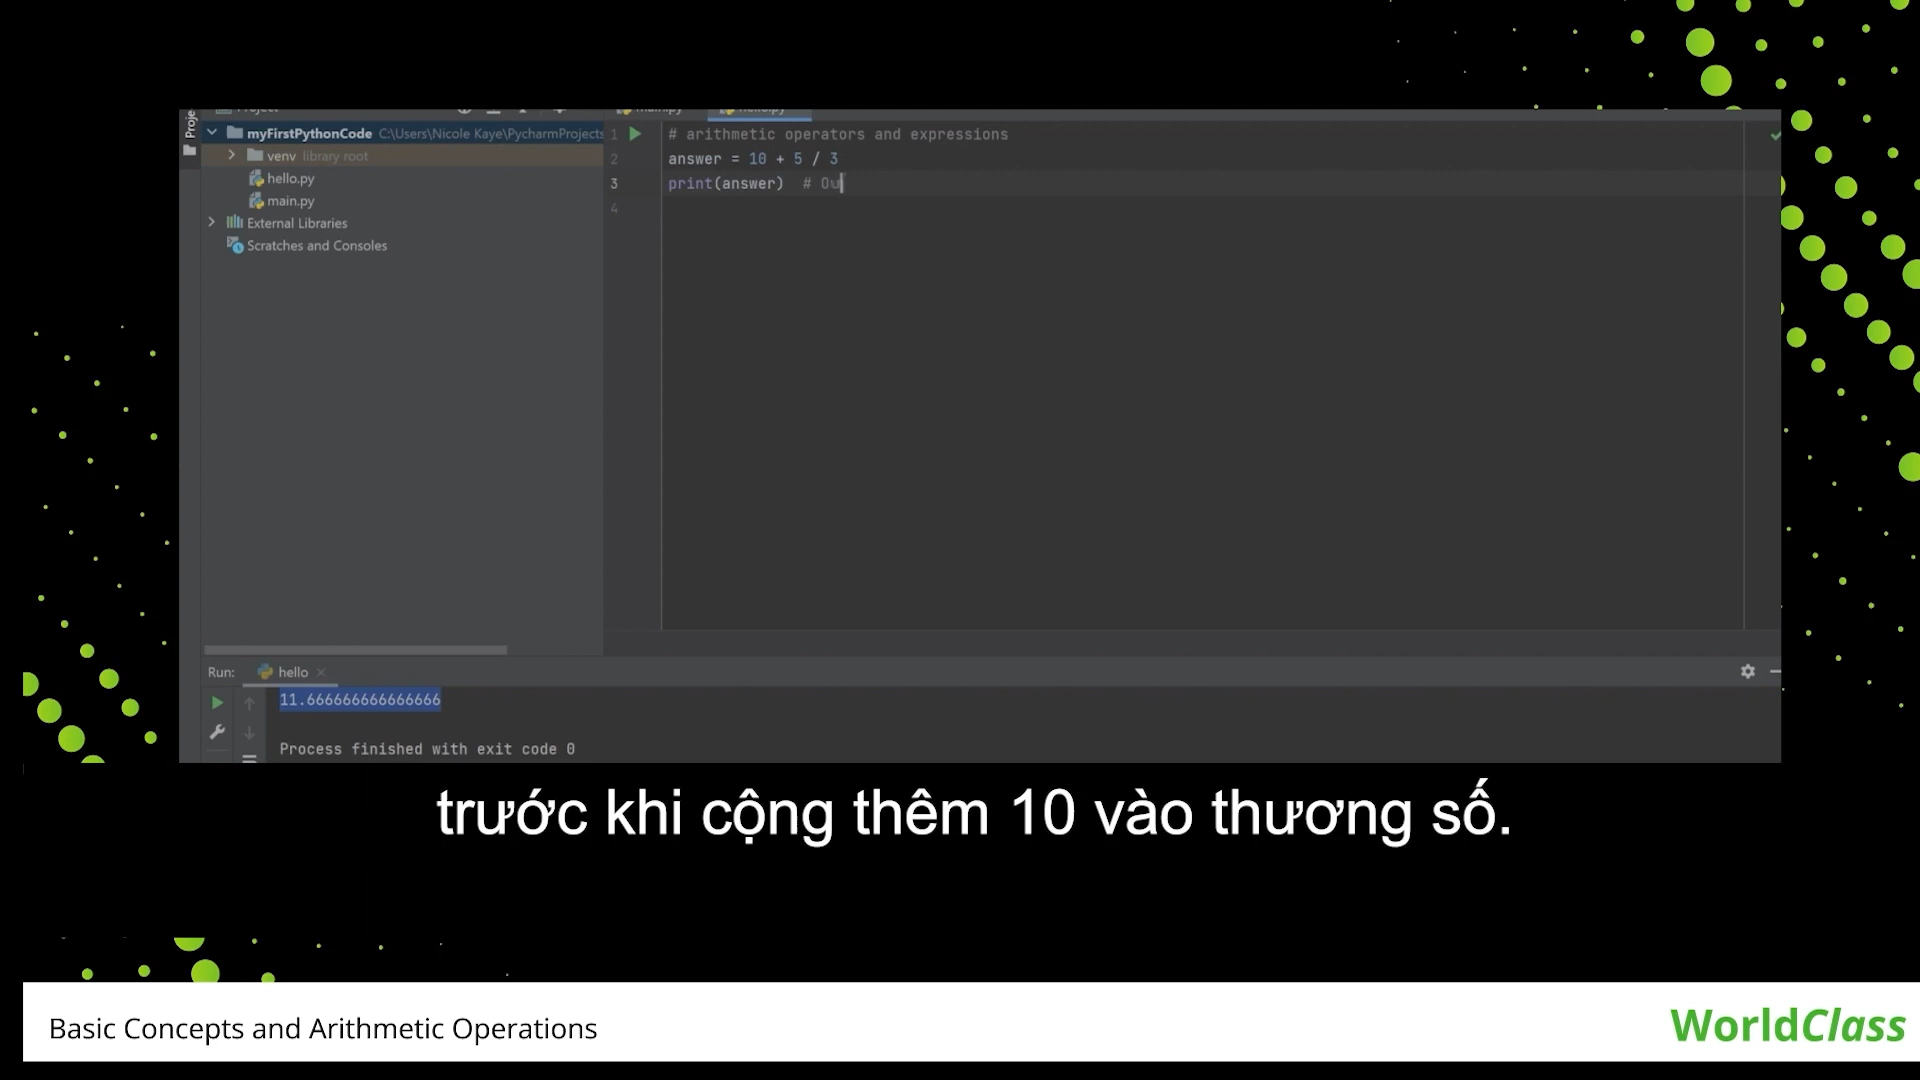 Proje
myFirstPythonCode C:\Users\Nicole Kaye\PycharmProjects
venv library root
hello.py
main.py
External Libraries
Scratches and Consoles
1 # arithmetic operators and expressions
2 answer = 10 + 5 / 3
3 print(answer)  # Ou
4
Run: hello
11.666666666666666
Process finished with exit code 0
trước khi cộng thêm 10 vào thương số.
Basic Concepts and Arithmetic Operations
WorldClass